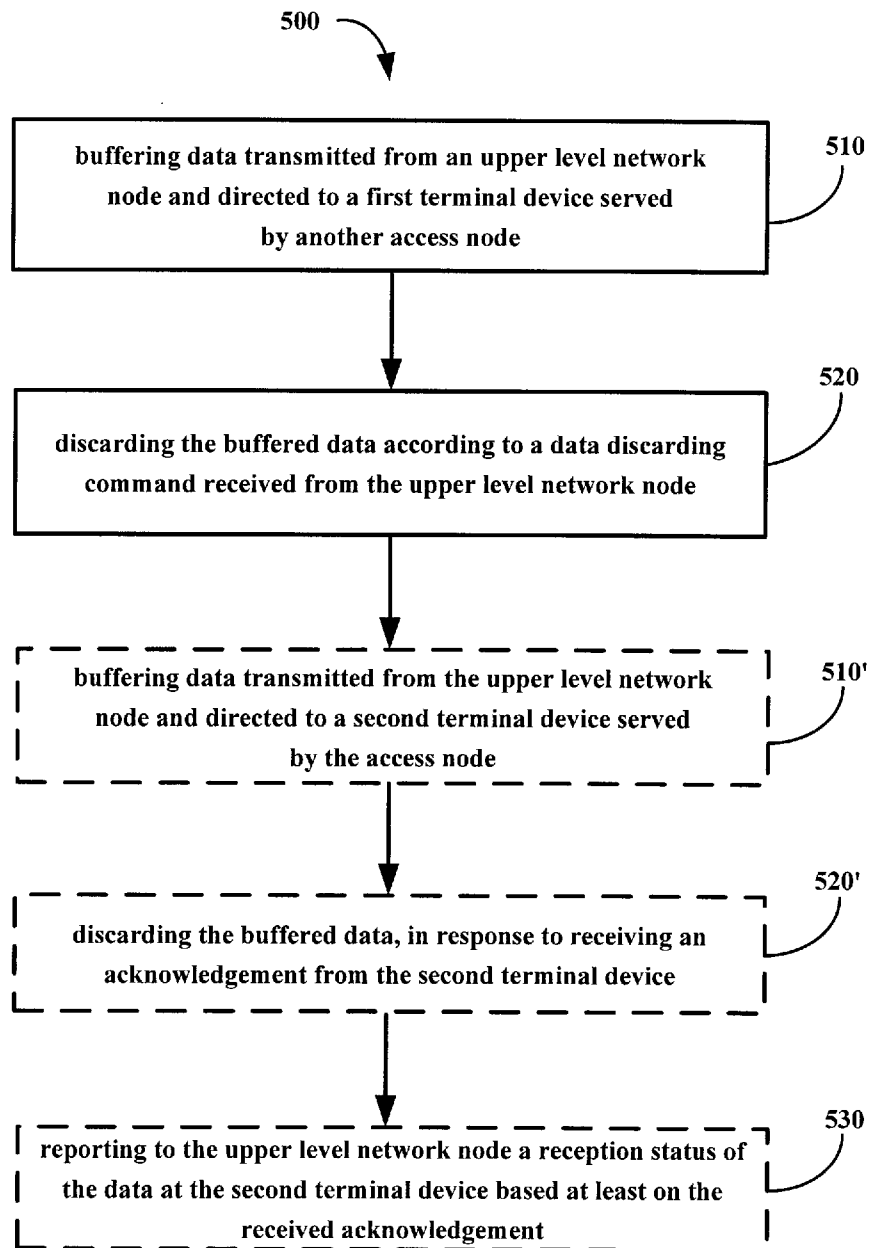 500
buffering data transmitted from an upper level network
node and directed to a first terminal device served
by another access node
510
discarding the buffered data according to a data discarding
command received from the upper level network node
520
buffering data transmitted from the upper level network
node and directed to a second terminal device served
by the access node
510'
discarding the buffered data, in response to receiving an
acknowledgement from the second terminal device
520'
reporting to the upper level network node a reception status of
the data at the second terminal device based at least on the
received acknowledgement
530